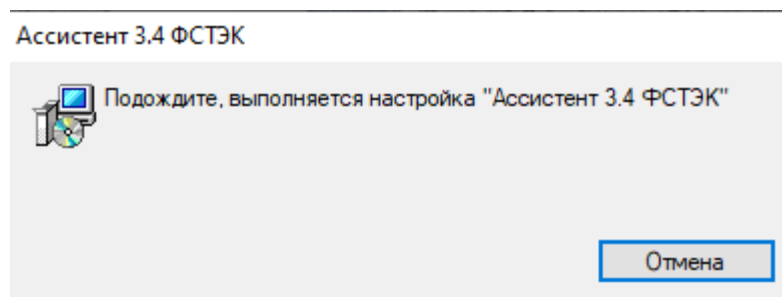 Ассистент 3.4 ФСТЭК
Подождите, выполняется настройка "Ассистент 3.4 ФСТЭК"
Отмена